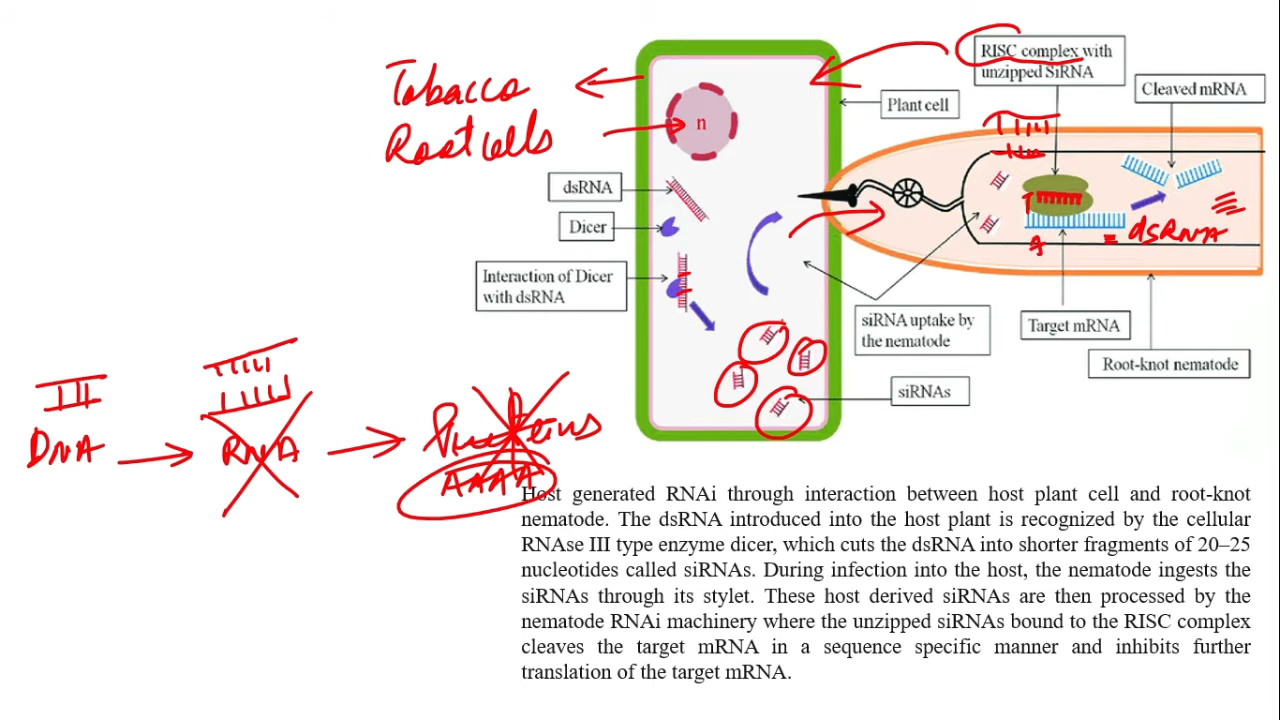 Tobacco
Root cells
n
dsRNA
Dicer
Interaction of Dicer
with dsRNA
RISC complex with
unzipped SiRNA
Cleaved mRNA
Plant cell
= dsRNA
siRNA uptake by
the nematode
Target mRNA
Root-knot nematode
siRNAs
DNA → RNA → Proteins
AAAA
Host generated RNAi through interaction between host plant cell and root-knot
nematode. The dsRNA introduced into the host plant is recognized by the cellular
RNAse III type enzyme dicer, which cuts the dsRNA into shorter fragments of 20–25
nucleotides called siRNAs. During infection into the host, the nematode ingests the
siRNAs through its stylet. These host derived siRNAs are then processed by the
nematode RNAi machinery where the unzipped siRNAs bound to the RISC complex
cleaves the target mRNA in a sequence specific manner and inhibits further
translation of the target mRNA.